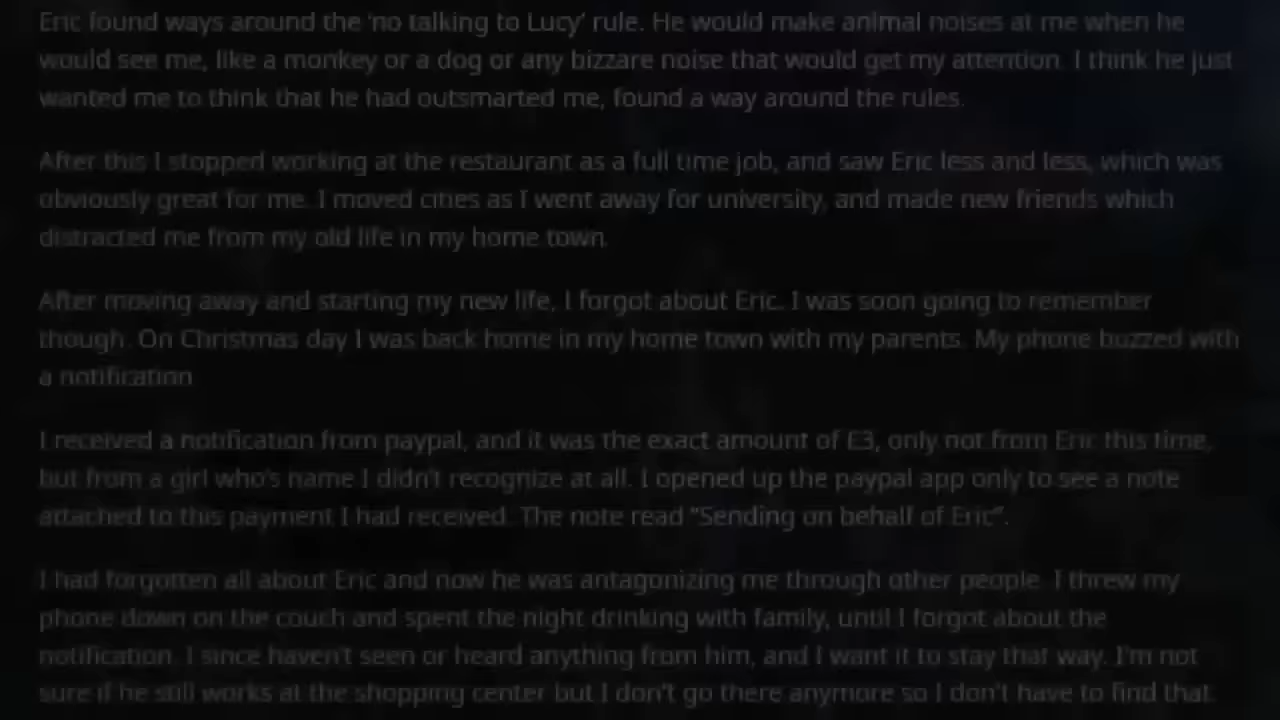 Eric found ways around the ‘no talking to Lucy’ rule. He would make animal noises at me when he
would see me, like a monkey or a dog or any bizzare noise that would get my attention. I think he just
wanted me to think that he had outsmarted me, found a way around the rules.
After this I stopped working at the restaurant as a full time job, and saw Eric less and less, which was
obviously great for me. I moved cities as I went away for university, and made new friends which
distracted me from my old life in my home town.
After moving away and starting my new life, I forgot about Eric. I was soon going to remember
though. On Christmas day I was back home in my home town with my parents. My phone buzzed with
a notification
I received a notification from paypal, and it was the exact amount of £3, only not from Eric this time,
but from a girl who's name I didn't recognize at all. I opened up the paypal app only to see a note
attached to this payment I had received. The note read “Sending on behalf of Eric”.
I had forgotten all about Eric and now he was antagonizing me through other people. I threw my
phone down on the couch and spent the night drinking with family, until I forgot about the
notification. I since haven't seen or heard anything from him, and I want it to stay that way. I'm not
sure if he still works at the shopping center but I don't go there anymore so I don't have to find that.